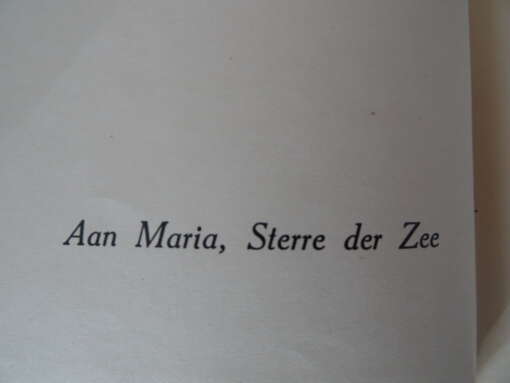 Aan Maria, Sterre der Zee